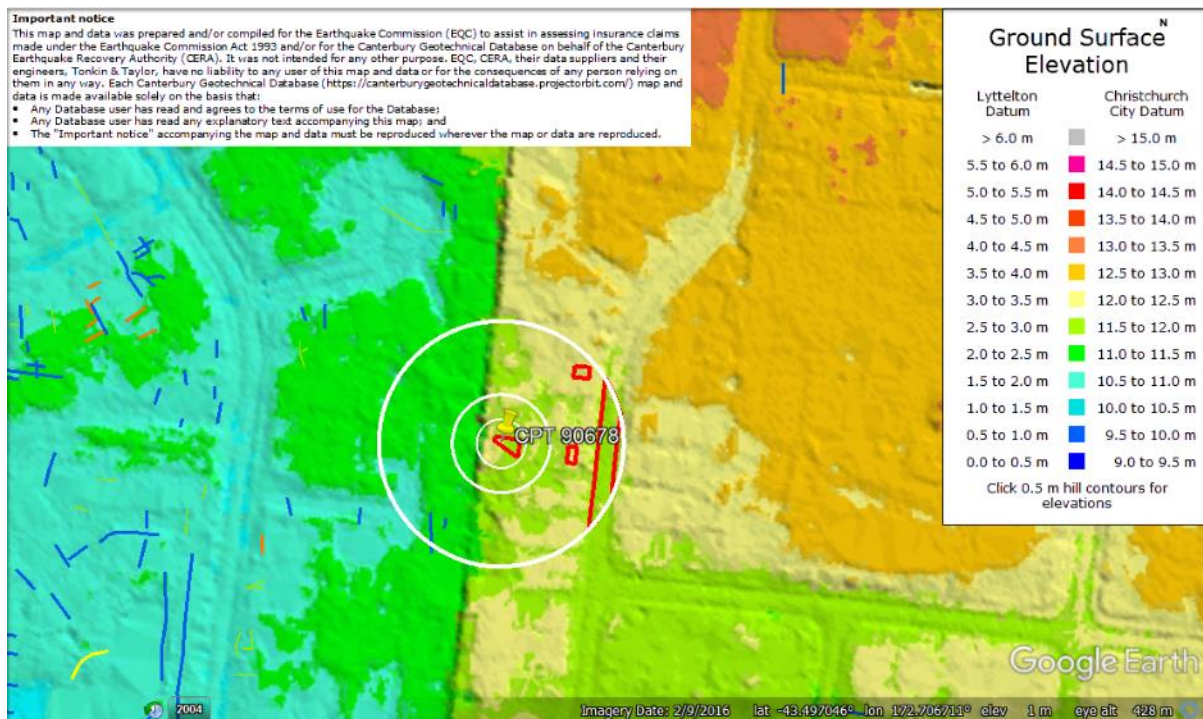 Important notice
This map and data was prepared and/or compiled for the Earthquake Commission (EQC) to assist in assessing insurance claims
made under the Earthquake Commission Act 1993 and/or for the Canterbury Geotechnical Database on behalf of the Canterbury
Earthquake Recovery Authority (CERA). It was not intended for any other purpose. EQC, CERA, their data suppliers and their
engineers, Tonkin & Taylor, have no liability to any user of this map and data or for the consequences of any person relying on
them in any way. Each Canterbury Geotechnical Database (https://canterburygeotechnicaldatabase.projectorbit.com/) map and
data is made available solely on the basis that:
• Any Database user has read and agrees to the terms of use for the Database;
• Any Database user has read any explanatory text accompanying this map; and
• The "Important notice" accompanying the map and data must be reproduced wherever the map or data are reproduced.
N
Ground Surface
Elevation
Lyttelton Christchurch
Datum City Datum
> 6.0 m > 15.0 m
5.5 to 6.0 m 14.5 to 15.0 m
5.0 to 5.5 m 14.0 to 14.5 m
4.5 to 5.0 m 13.5 to 14.0 m
4.0 to 4.5 m 13.0 to 13.5 m
3.5 to 4.0 m 12.5 to 13.0 m
3.0 to 3.5 m 12.0 to 12.5 m
2.5 to 3.0 m 11.5 to 12.0 m
2.0 to 2.5 m 11.0 to 11.5 m
1.5 to 2.0 m 10.5 to 11.0 m
1.0 to 1.5 m 10.0 to 10.5 m
0.5 to 1.0 m 9.5 to 10.0 m
0.0 to 0.5 m 9.0 to 9.5 m
Click 0.5 m hill contours for
elevations
CPT 90678
Google Earth
2004
Imagery Date: 2/9/2016 lat -43.497046° lon 172.706711° elev 1 m eye alt 428 m